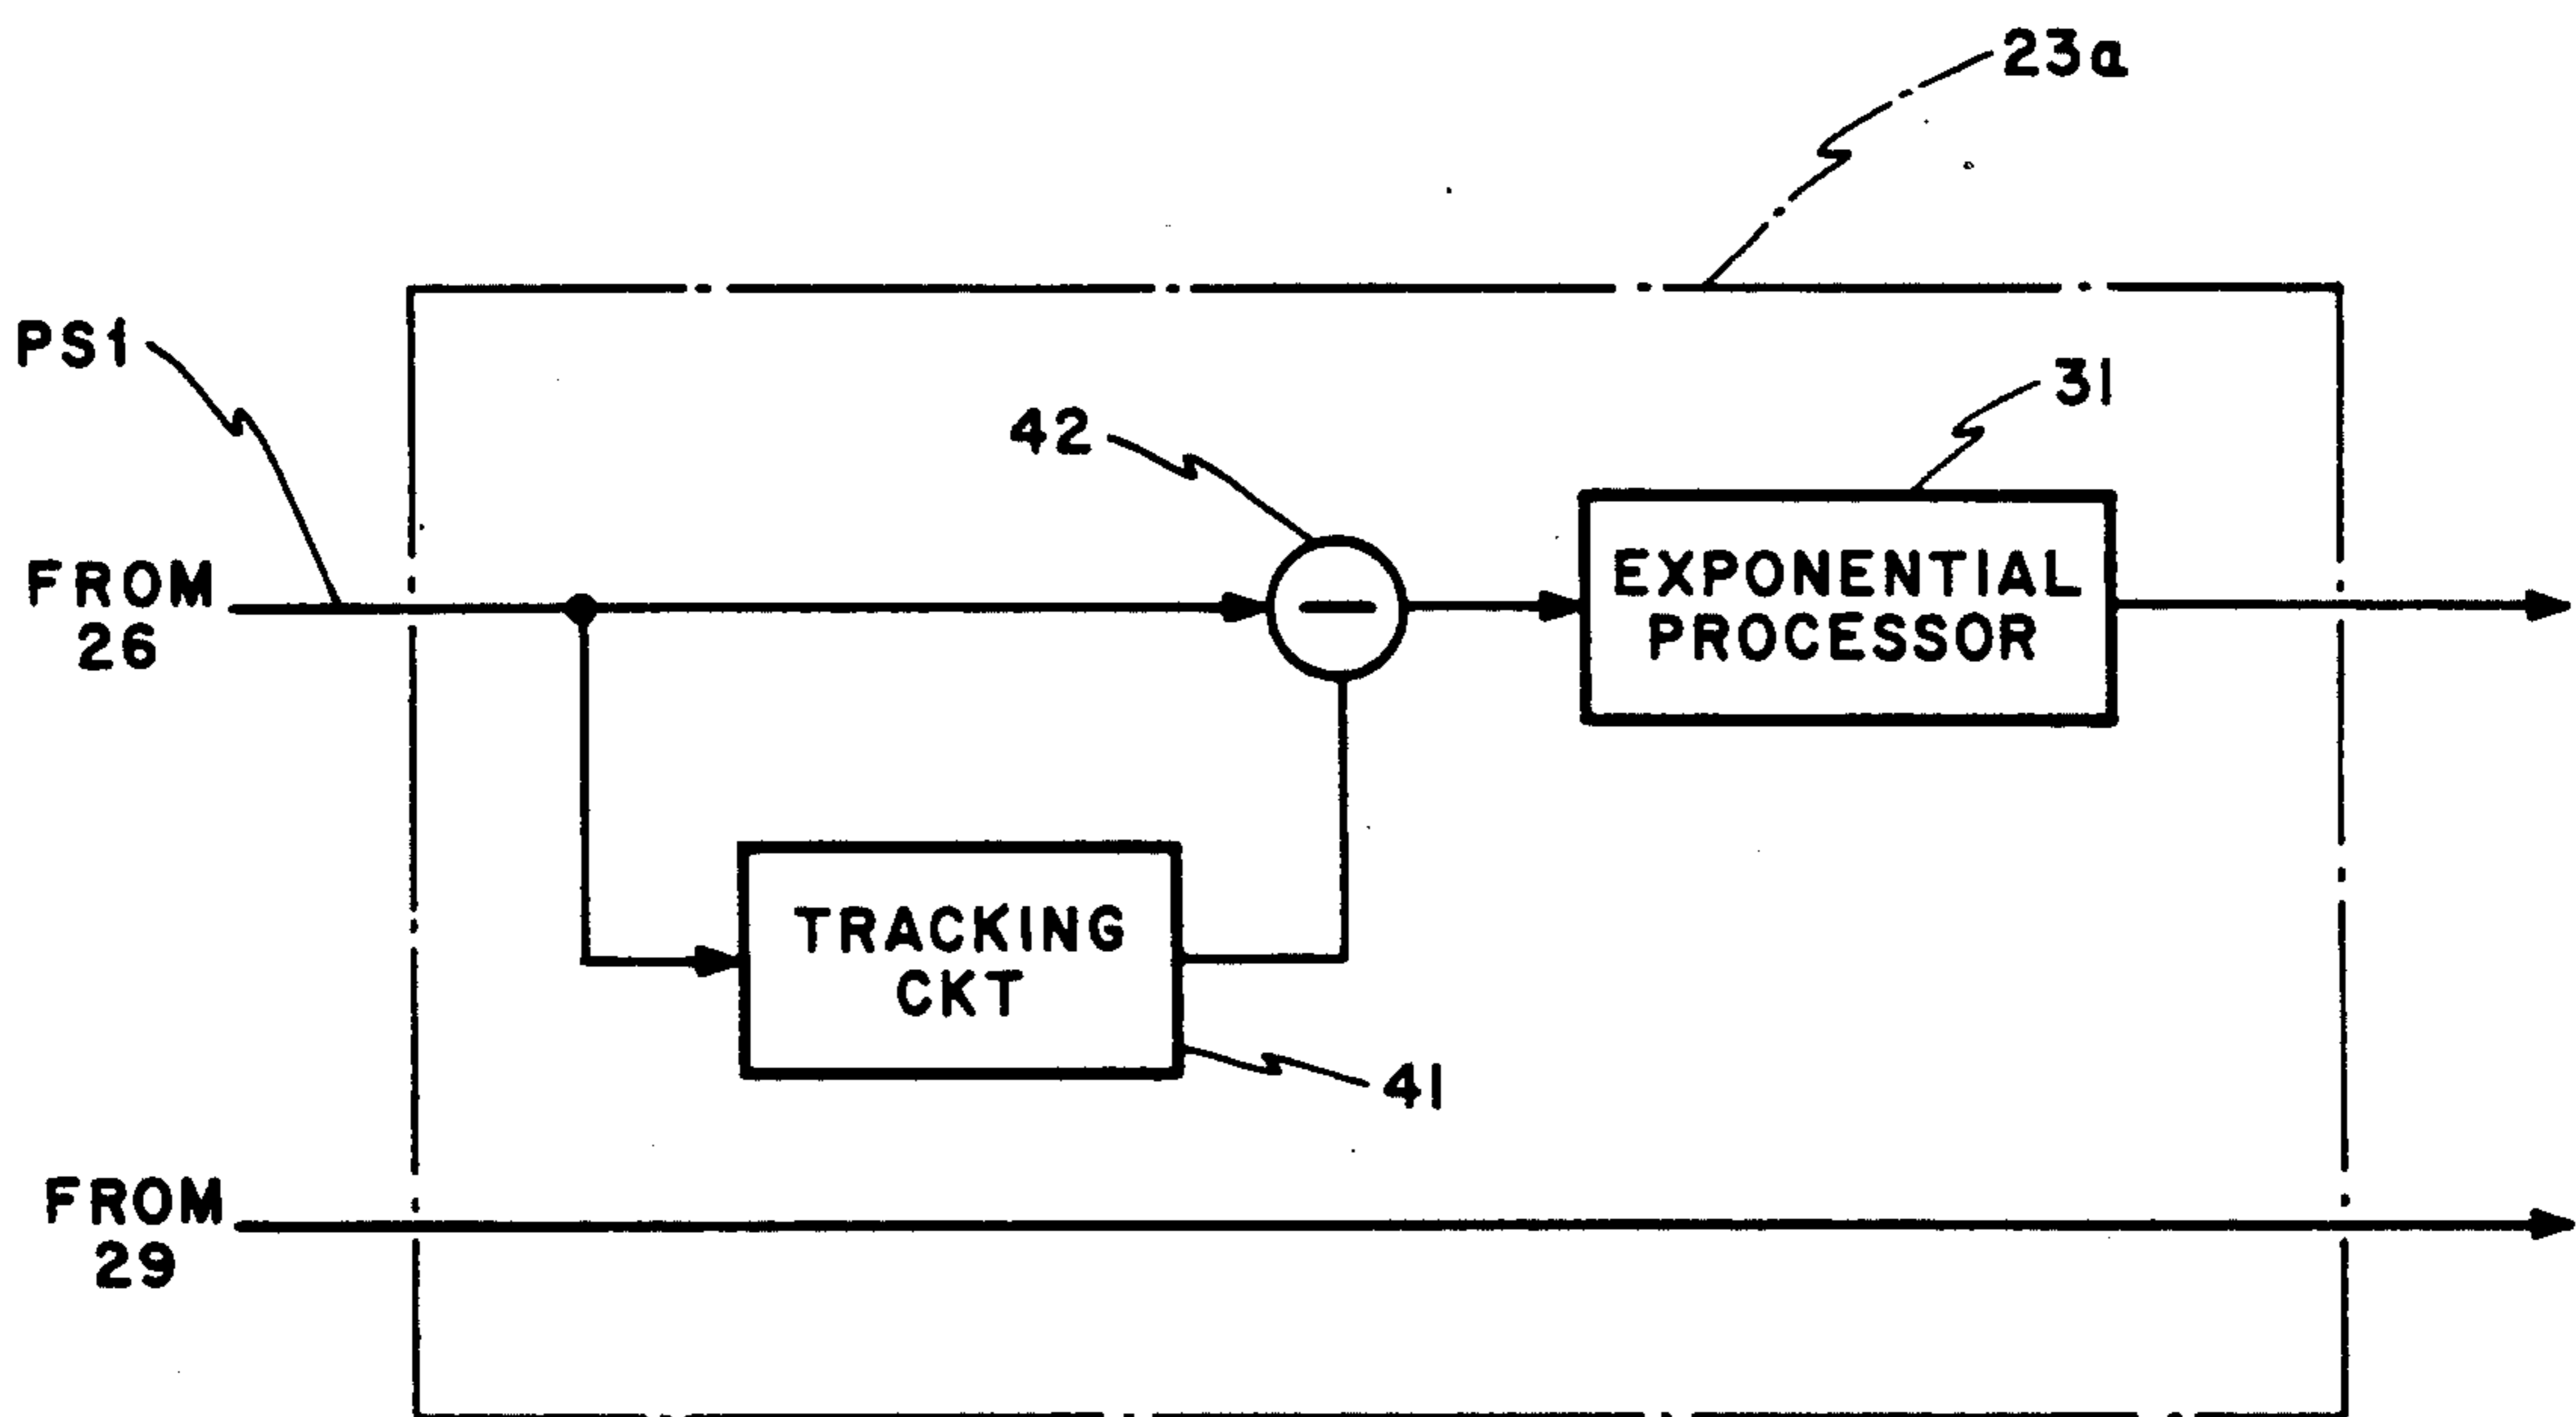 23a
PS1
31
42
FROM
26
EXPONENTIAL
PROCESSOR
TRACKING
CKT
41
FROM
29